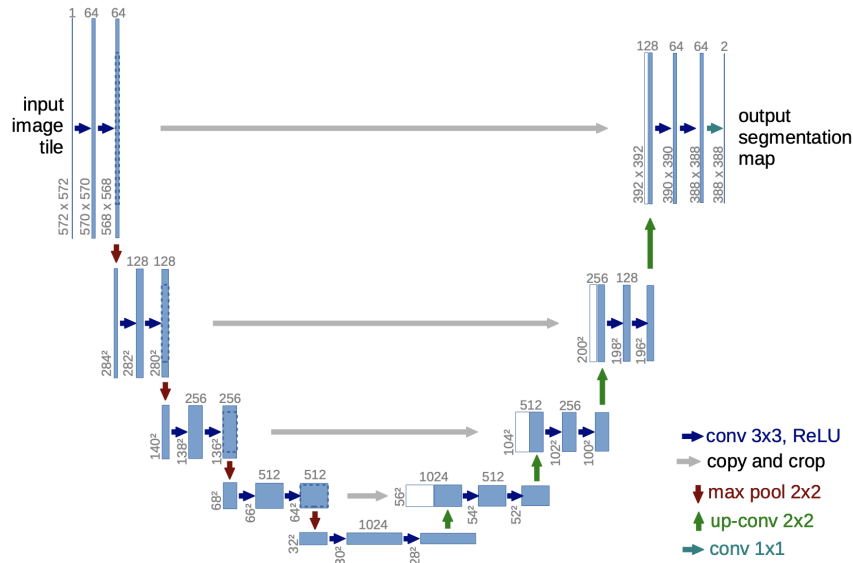 1 64 64
input
image
tile
572 x 572
570 x 570
568 x 568
128 64 64 2
output
segmentation
map
392 x 392
390 x 390
388 x 388
388 x 388
128 128
284²
282²
280²
256 128
200²
198²
196²
256 256
140²
138²
136²
512 256
104²
102²
100²
512 512
68²
66²
64²
1024 512
56²
54²
52²
1024
32²
30²
28²
conv 3x3, ReLU
copy and crop
max pool 2x2
up-conv 2x2
conv 1x1